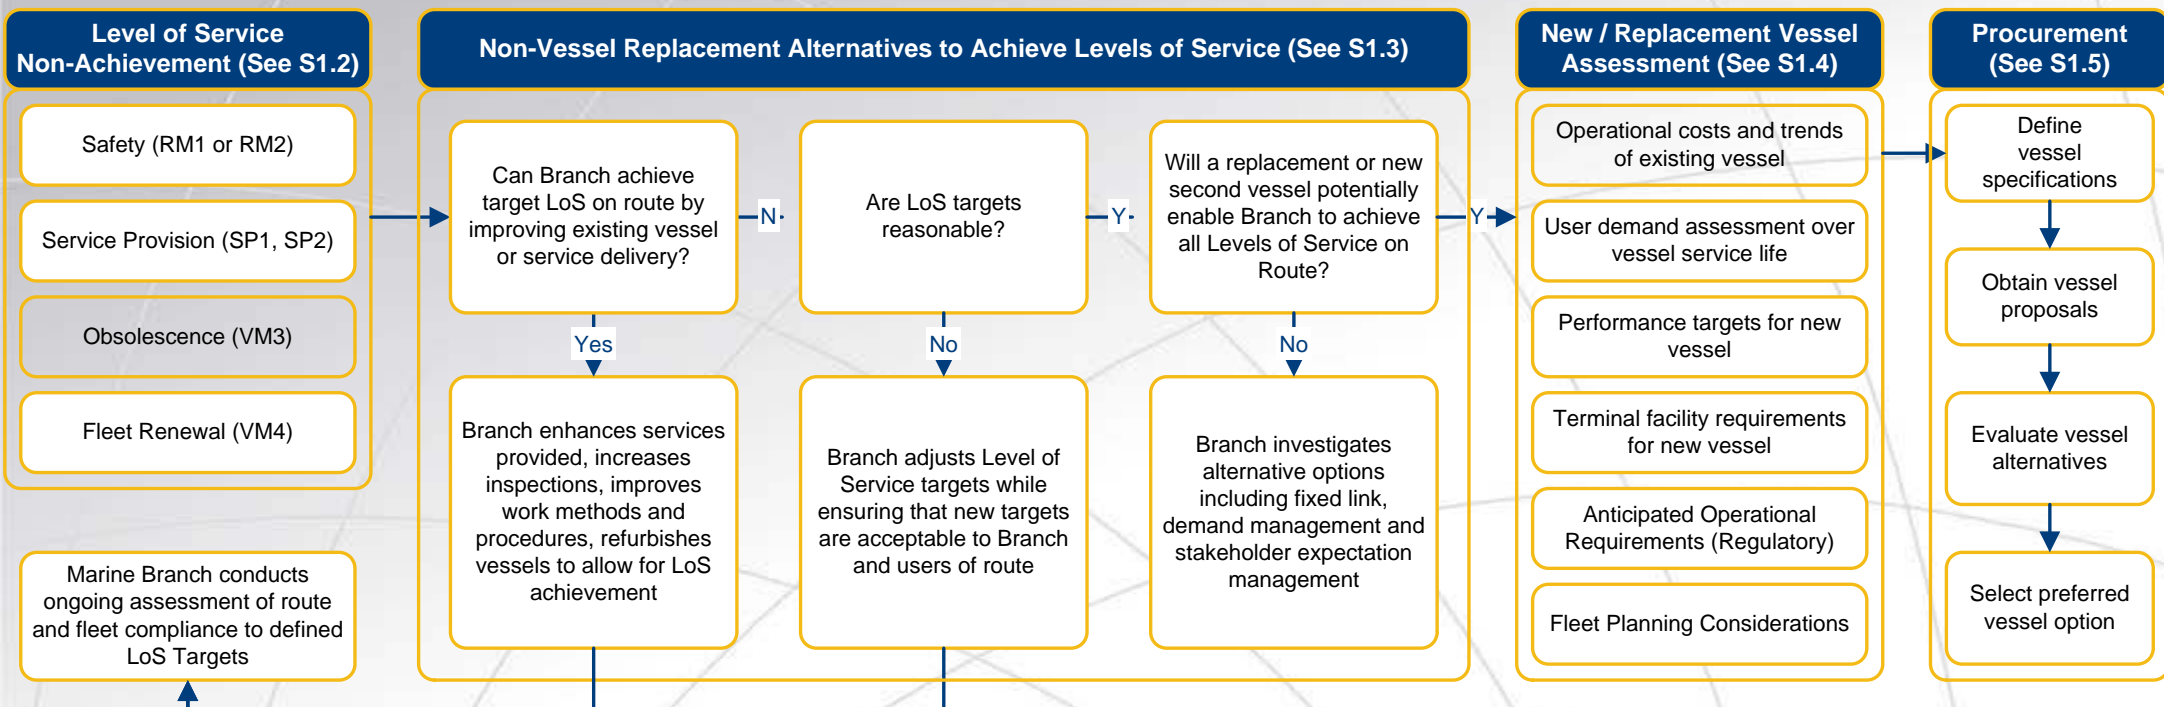 Level of Service
Non-Achievement (See S1.2)
Safety (RM1 or RM2)
Service Provision (SP1, SP2)
Obsolescence (VM3)
Fleet Renewal (VM4)
Marine Branch conducts
ongoing assessment of route
and fleet compliance to defined
LoS Targets
Non-Vessel Replacement Alternatives to Achieve Levels of Service (See S1.3)
Can Branch achieve
target LoS on route by
improving existing vessel
or service delivery?
N
Are LoS targets
reasonable?
Y
Will a replacement or new
second vessel potentially
enable Branch to achieve
all Levels of Service on
Route?
Y
Yes
No
No
Branch enhances services
provided, increases
inspections, improves
work methods and
procedures, refurbishes
vessels to allow for LoS
achievement
Branch adjusts Level of
Service targets while
ensuring that new targets
are acceptable to Branch
and users of route
Branch investigates
alternative options
including fixed link,
demand management and
stakeholder expectation
management
New / Replacement Vessel
Assessment (See S1.4)
Operational costs and trends
of existing vessel
User demand assessment over
vessel service life
Performance targets for new
vessel
Terminal facility requirements
for new vessel
Anticipated Operational
Requirements (Regulatory)
Fleet Planning Considerations
Procurement
(See S1.5)
Define
vessel
specifications
Obtain vessel
proposals
Evaluate vessel
alternatives
Select preferred
vessel option